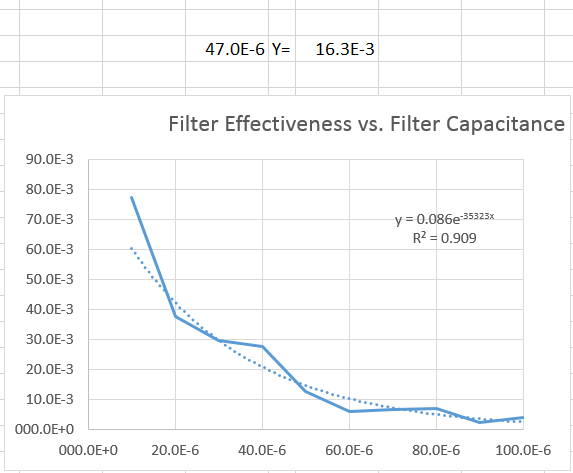 47.0E-6 Y= 16.3E-3
Filter Effectiveness vs. Filter Capacitance
90.0E-3
80.0E-3
70.0E-3
y = 0.086e^-35323x
R² = 0.909
60.0E-3
50.0E-3
40.0E-3
30.0E-3
20.0E-3
10.0E-3
000.0E+0
000.0E+0 20.0E-6 40.0E-6 60.0E-6 80.0E-6 100.0E-6